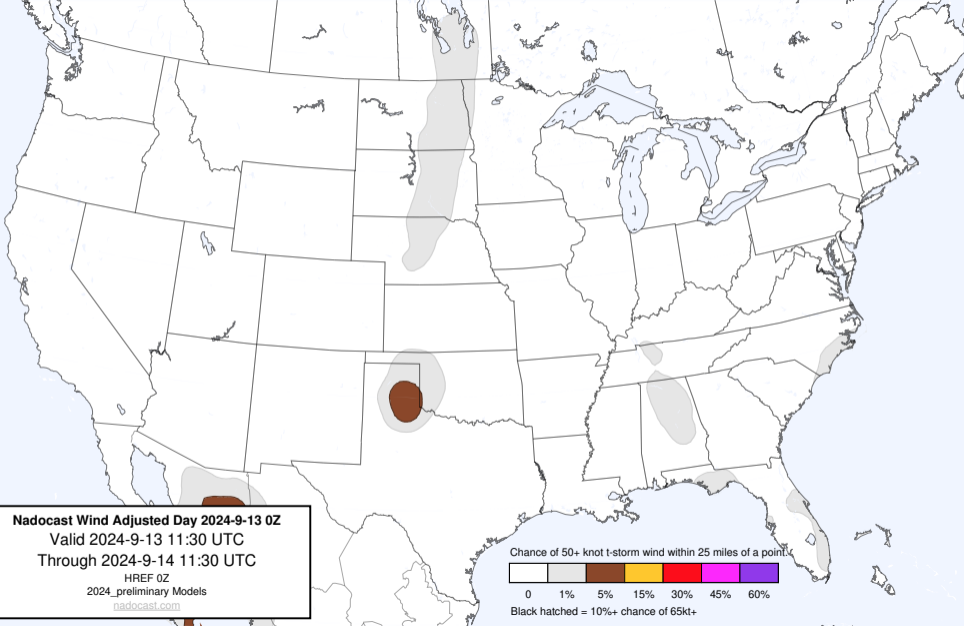 Nadocast Wind Adjusted Day 2024-9-13 0Z
Valid 2024-9-13 11:30 UTC
Through 2024-9-14 11:30 UTC
HREF 0Z
2024_preliminary Models
nadocast.com
Chance of 50+ knot t-storm wind within 25 miles of a point.
0 1% 5% 15% 30% 45% 60%
Black hatched = 10%+ chance of 65kt+